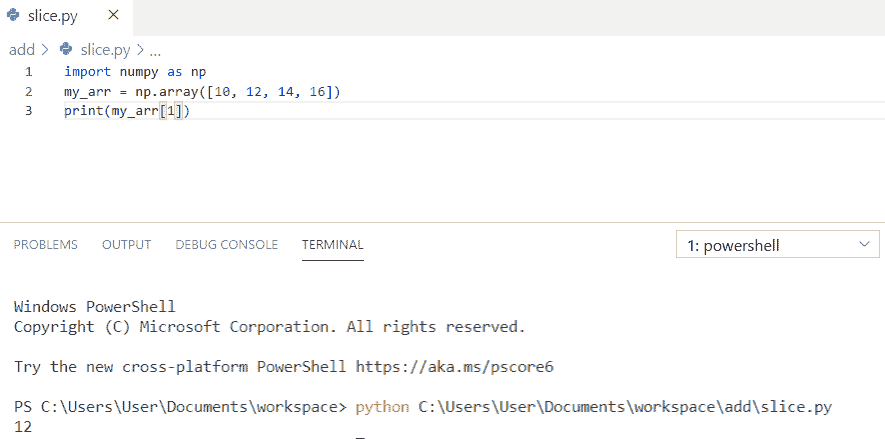 slice.py ×
add > slice.py > ...
1 import numpy as np
2 my_arr = np.array([10, 12, 14, 16])
3 print(my_arr[1])
PROBLEMS OUTPUT DEBUG CONSOLE TERMINAL 1: powershell
Windows PowerShell
Copyright (C) Microsoft Corporation. All rights reserved.
Try the new cross-platform PowerShell https://aka.ms/pscore6
PS C:\Users\User\Documents\workspace> python C:\Users\User\Documents\workspace\add\slice.py
12